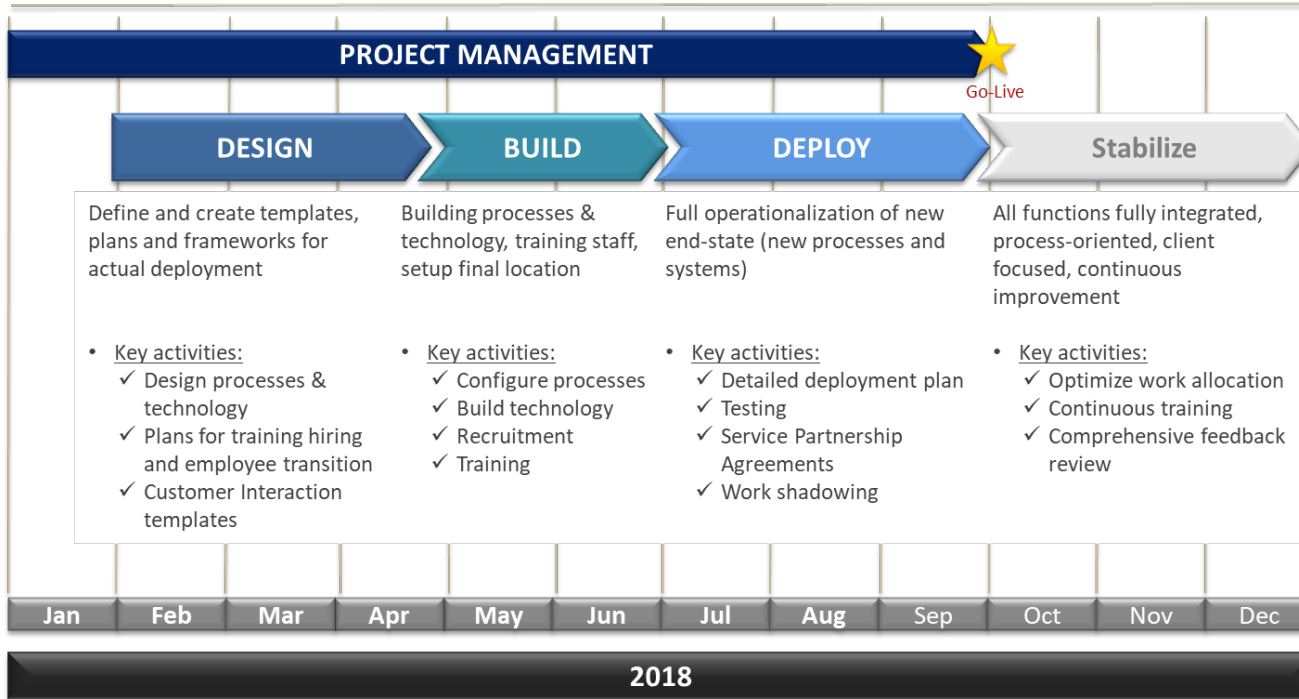 PROJECT MANAGEMENT
Go-Live
DESIGN
BUILD
DEPLOY
Stabilize
Define and create templates,
plans and frameworks for
actual deployment
• Key activities:
✓ Design processes &
technology
✓ Plans for training hiring
and employee transition
✓ Customer Interaction
templates
Building processes &
technology, training staff,
setup final location
• Key activities:
✓ Configure processes
✓ Build technology
✓ Recruitment
✓ Training
Full operationalization of new
end-state (new processes and
systems)
• Key activities:
✓ Detailed deployment plan
✓ Testing
✓ Service Partnership
Agreements
✓ Work shadowing
All functions fully integrated,
process-oriented, client
focused, continuous
improvement
• Key activities:
✓ Optimize work allocation
✓ Continuous training
✓ Comprehensive feedback
review
Jan Feb Mar Apr May Jun Jul Aug Sep Oct Nov Dec
2018